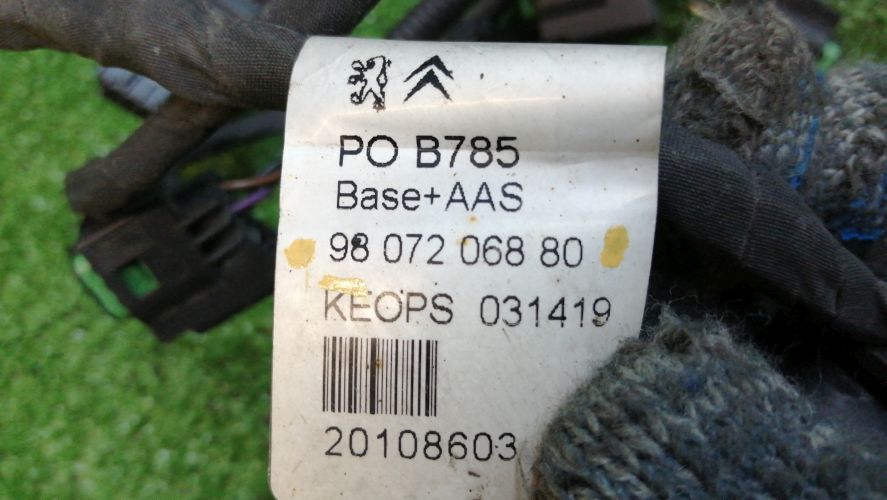 PO B785
Base+AAS
98 072 068 80
KEOPS 031419
20108603